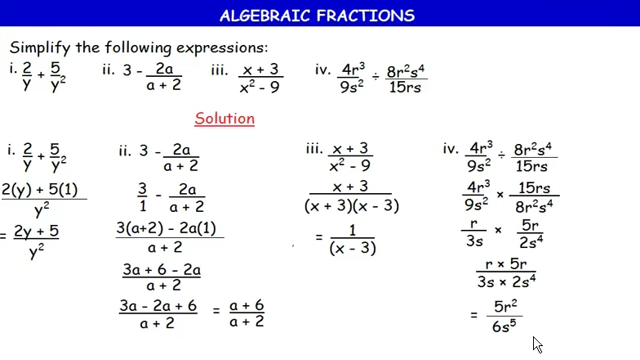 ALGEBRAIC FRACTIONS
Simplify the following expressions:
i. 2/y + 5/y² ii. 3 - 2a/(a + 2) iii. (x + 3)/(x² - 9) iv. 4r³/9s² ÷ 8r²s⁴/15rs
Solution
i. 2/y + 5/y²
(2(y) + 5(1))/y²
= (2y + 5)/y²
ii. 3 - 2a/(a + 2)
3/1 - 2a/(a + 2)
(3(a+2) - 2a(1))/(a + 2)
(3a + 6 - 2a)/(a + 2)
(3a - 2a + 6)/(a + 2) = (a + 6)/(a + 2)
iii. (x + 3)/(x² - 9)
(x + 3)/((x + 3)(x - 3))
= 1/(x - 3)
iv. 4r³/9s² ÷ 8r²s⁴/15rs
4r³/9s² × 15rs/8r²s⁴
r/3s × 5r/2s⁴
(r × 5r)/(3s × 2s⁴)
= 5r²/6s⁵